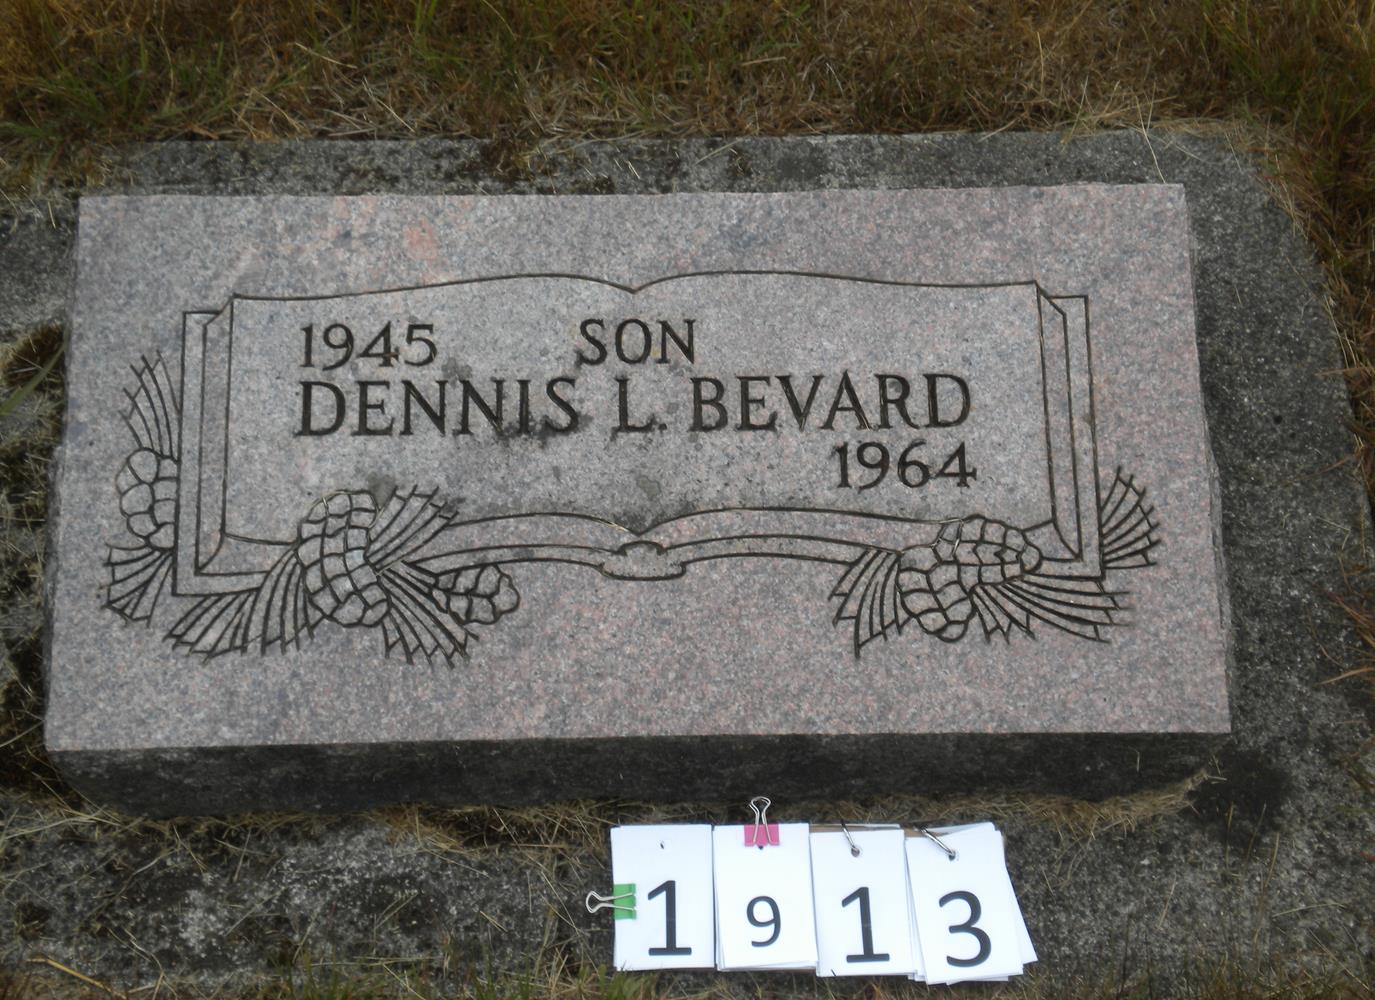 1945 SON
DENNIS L. BEVARD
1964
1913